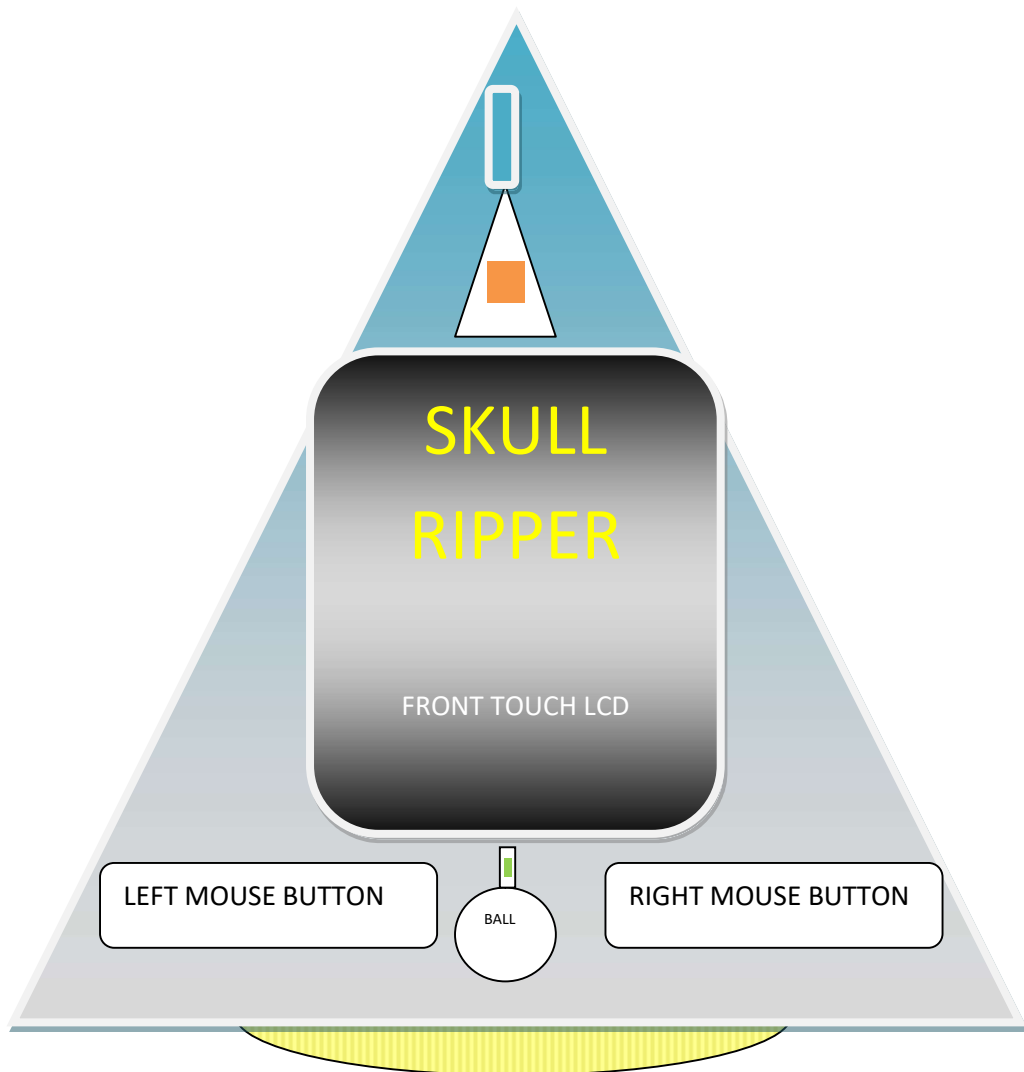 SKULL
RIPPER
FRONT TOUCH LCD
LEFT MOUSE BUTTON
BALL
RIGHT MOUSE BUTTON